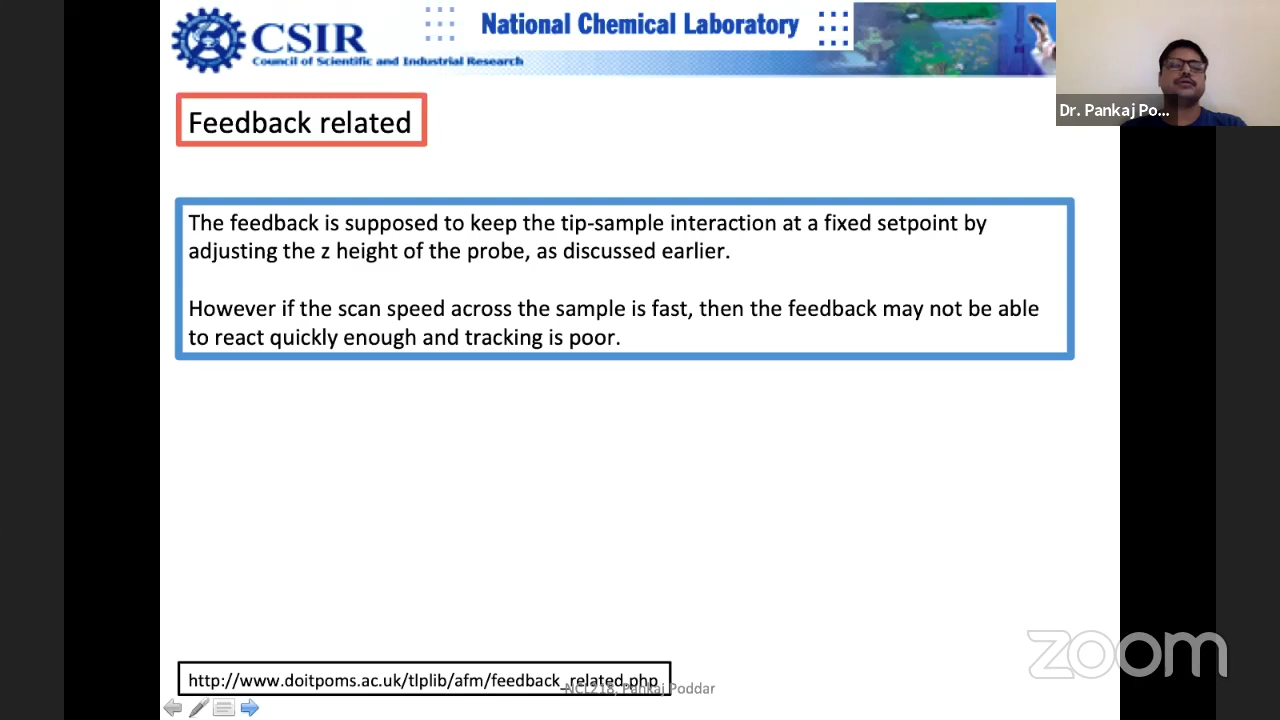 CSIR
National Chemical Laboratory
Council of Scientific and Industrial Research
Dr. Pankaj Po...
Feedback related
The feedback is supposed to keep the tip-sample interaction at a fixed setpoint by
adjusting the z height of the probe, as discussed earlier.
However if the scan speed across the sample is fast, then the feedback may not be able
to react quickly enough and tracking is poor.
zoom
http://www.doitpoms.ac.uk/tlplib/afm/feedback_related.php
NCL218, Pankaj Poddar